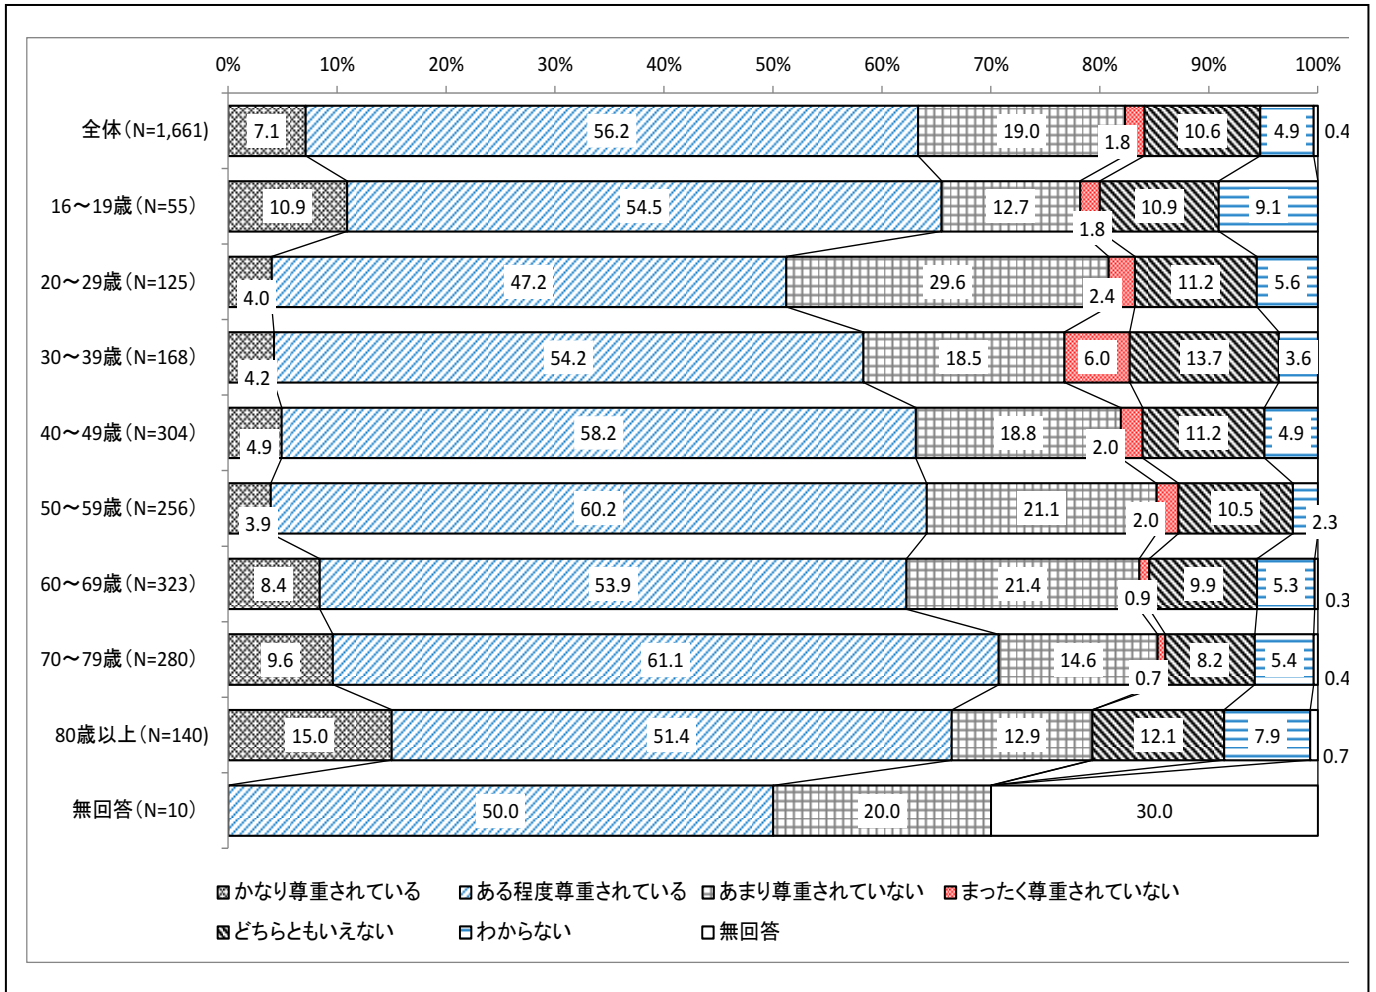 0% 10% 20% 30% 40% 50% 60% 70% 80% 90% 100%
全体(N=1,661) 7.1 56.2 19.0 1.8 10.6 4.9 0.4
16～19歳(N=55) 10.9 54.5 12.7 1.8 10.9 9.1
20～29歳(N=125) 4.0 47.2 29.6 2.4 11.2 5.6
30～39歳(N=168) 4.2 54.2 18.5 6.0 13.7 3.6
40～49歳(N=304) 4.9 58.2 18.8 2.0 11.2 4.9
50～59歳(N=256) 3.9 60.2 21.1 2.0 10.5 2.3
60～69歳(N=323) 8.4 53.9 21.4 0.9 9.9 5.3 0.3
70～79歳(N=280) 9.6 61.1 14.6 0.7 8.2 5.4 0.4
80歳以上(N=140) 15.0 51.4 12.9 12.1 7.9 0.7
無回答(N=10) 50.0 20.0 30.0
かなり尊重されている ある程度尊重されている あまり尊重されていない まったく尊重されていない
どちらともいえない わからない 無回答